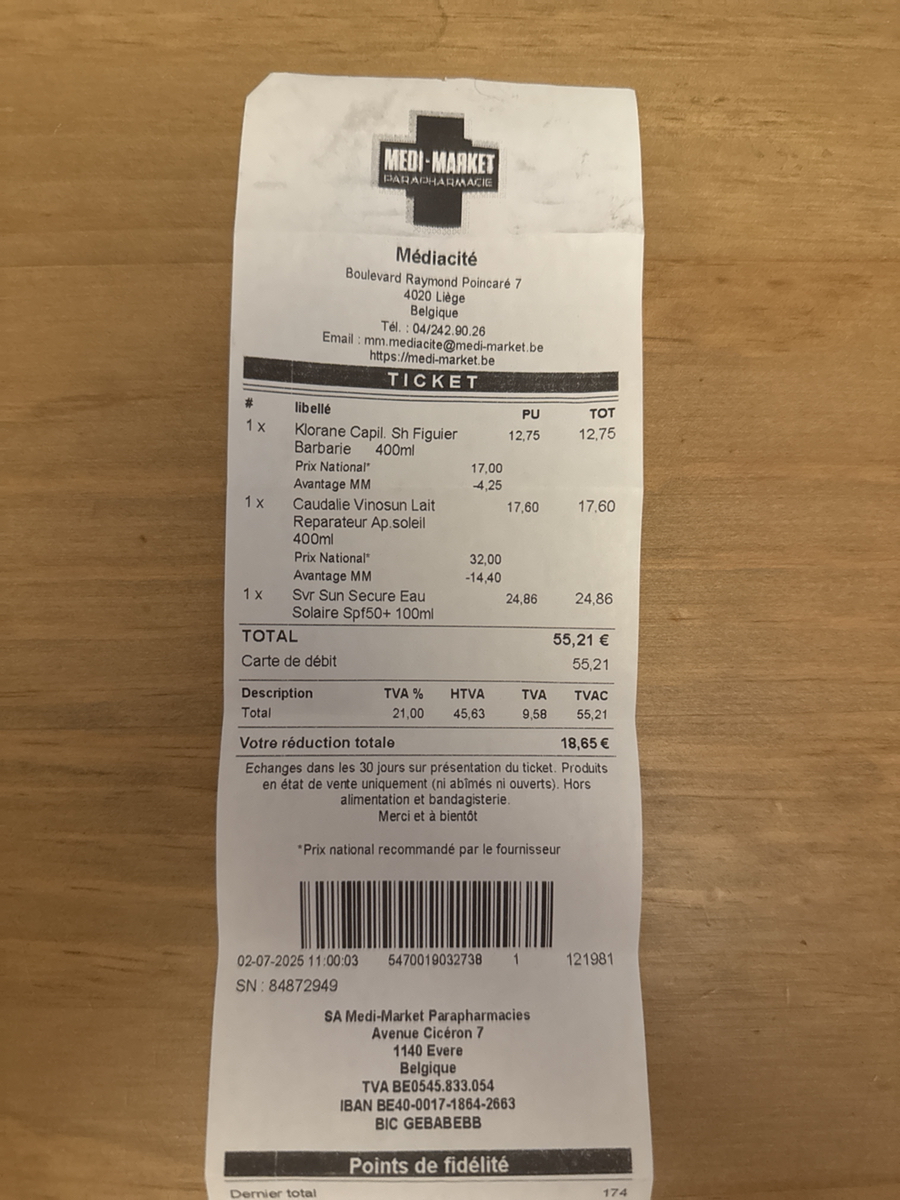 MEDI-MARKET
PARAPHARMACIE
Médiacité
Boulevard Raymond Poincaré 7
4020 Liège
Belgique
Tél. : 04/242.90.26
Email : mm.mediacite@medi-market.be
https://medi-market.be
TICKET
# libellé PU TOT
1 x Klorane Capil. Sh Figuier 12,75 12,75
Barbarie 400ml
Prix National* 17,00
Avantage MM -4,25
1 x Caudalie Vinosun Lait 17,60 17,60
Reparateur Ap.soleil
400ml
Prix National* 32,00
Avantage MM -14,40
1 x Svr Sun Secure Eau 24,86 24,86
Solaire Spf50+ 100ml
TOTAL 55,21 €
Carte de débit 55,21
Description TVA % HTVA TVA TVAC
Total 21,00 45,63 9,58 55,21
Votre réduction totale 18,65 €
Echanges dans les 30 jours sur présentation du ticket. Produits
en état de vente uniquement (ni abîmés ni ouverts). Hors
alimentation et bandagisterie.
Merci et à bientôt
*Prix national recommandé par le fournisseur
02-07-2025 11:00:03 5470019032738 1 121981
SN : 84872949
SA Medi-Market Parapharmacies
Avenue Cicéron 7
1140 Evere
Belgique
TVA BE0545.833.054
IBAN BE40-0017-1864-2663
BIC GEBABEBB
Points de fidélité
Dernier total 174